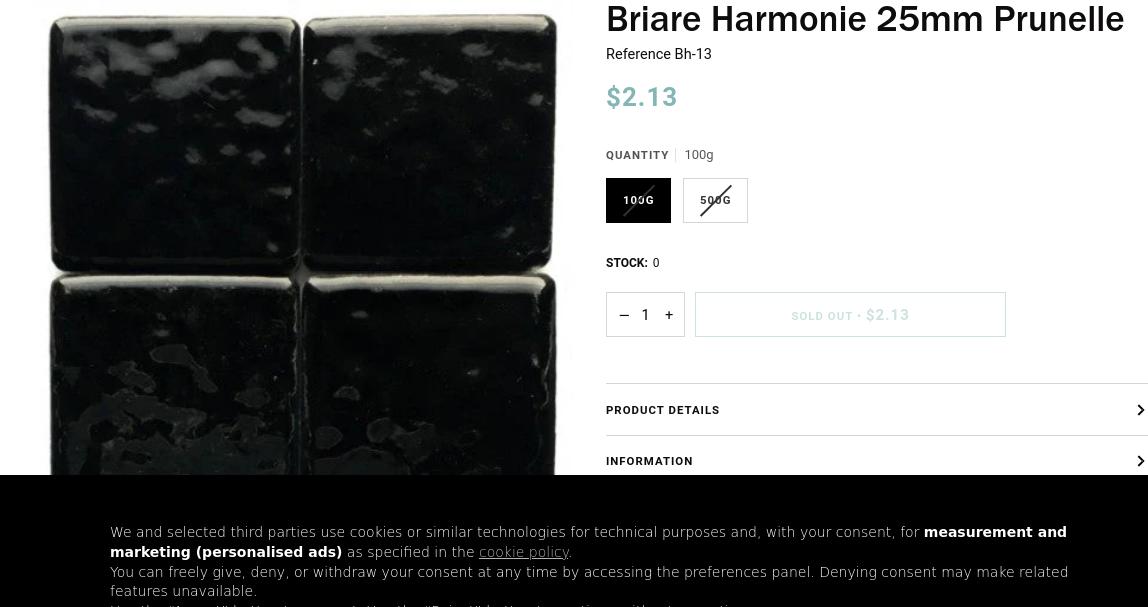 Briare Harmonie 25mm Prunelle
Reference Bh-13
$2.13
QUANTITY 100g
100G 500G
STOCK: 0
− 1 +
SOLD OUT • $2.13
PRODUCT DETAILS
INFORMATION
We and selected third parties use cookies or similar technologies for technical purposes and, with your consent, for measurement and
marketing (personalised ads) as specified in the cookie policy.
You can freely give, deny, or withdraw your consent at any time by accessing the preferences panel. Denying consent may make related
features unavailable.